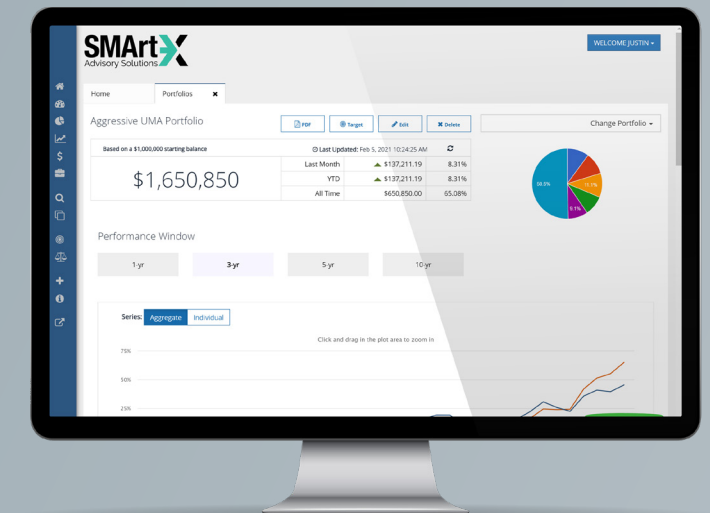 SMArtX
Advisory Solutions
WELCOME JUSTIN
Home Portfolios
Aggressive UMA Portfolio
PDF Target Edit Delete
Change Portfolio
Based on a $1,000,000 starting balance
Last Updated: Feb 5, 2021 10:24:25 AM
$1,650,850
Last Month $137,211.19 8.31%
YTD $137,211.19 8.31%
All Time $650,850.00 65.08%
9.1%
Performance Window
1-yr 3-yr 5-yr 10-yr
Series: Aggregate Individual
Click and drag in the plot area to zoom in
75%
50%
25%